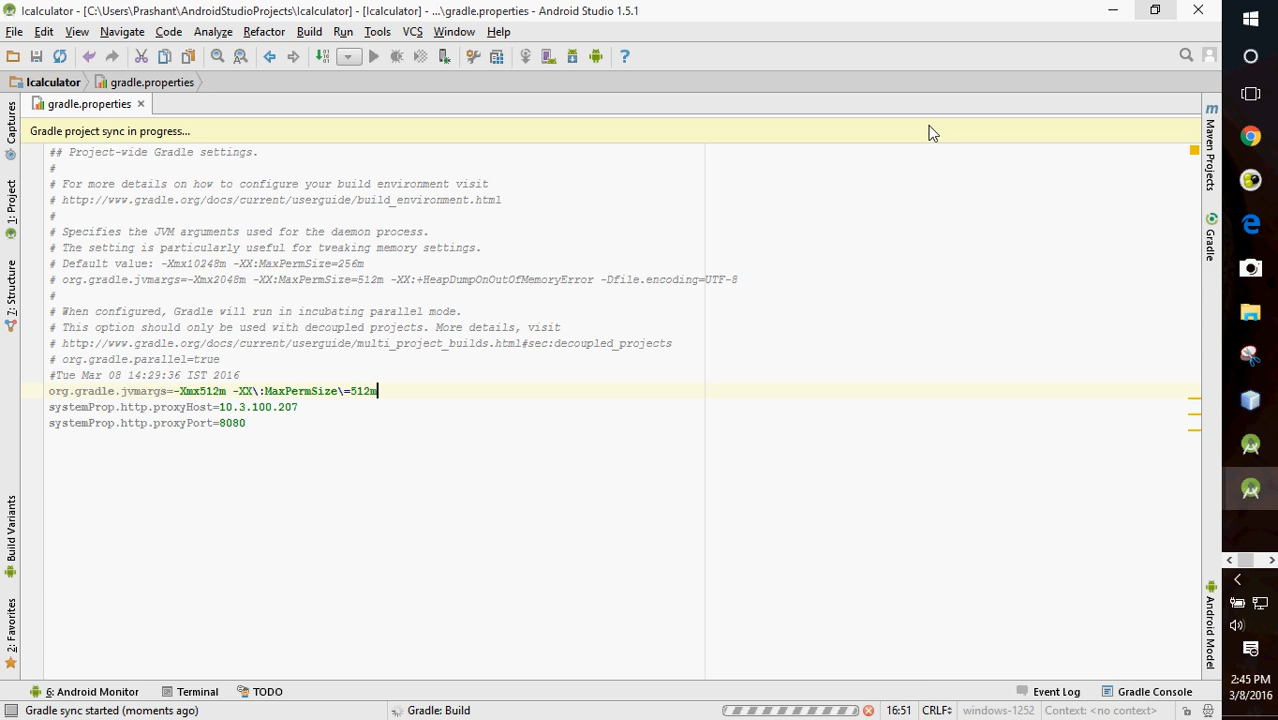 lcalculator - [C:\Users\Prashant\AndroidStudioProjects\lcalculator] - [lcalculator] - ...\gradle.properties - Android Studio 1.5.1
File Edit View Navigate Code Analyze Refactor Build Run Tools VCS Window Help
lcalculator gradle.properties
gradle.properties
Gradle project sync in progress...
## Project-wide Gradle settings.
#
# For more details on how to configure your build environment visit
# http://www.gradle.org/docs/current/userguide/build_environment.html
#
# Specifies the JVM arguments used for the daemon process.
# The setting is particularly useful for tweaking memory settings.
# Default value: -Xmx10248m -XX:MaxPermSize=256m
# org.gradle.jvmargs=-Xmx2048m -XX:MaxPermSize=512m -XX:+HeapDumpOnOutOfMemoryError -Dfile.encoding=UTF-8
#
# When configured, Gradle will run in incubating parallel mode.
# This option should only be used with decoupled projects. More details, visit
# http://www.gradle.org/docs/current/userguide/multi_project_builds.html#sec:decoupled_projects
# org.gradle.parallel=true
#Tue Mar 08 14:29:36 IST 2016
org.gradle.jvmargs=-Xmx512m -XX\:MaxPermSize\=512m
systemProp.http.proxyHost=10.3.100.207
systemProp.http.proxyPort=8080
Captures
1: Project
7: Structure
Build Variants
2: Favorites
Maven Projects
Gradle
Android Model
6: Android Monitor Terminal TODO Event Log Gradle Console
Gradle sync started (moments ago) Gradle: Build 16:51 CRLF windows-1252 Context: <no context>
2:45 PM
3/8/2016